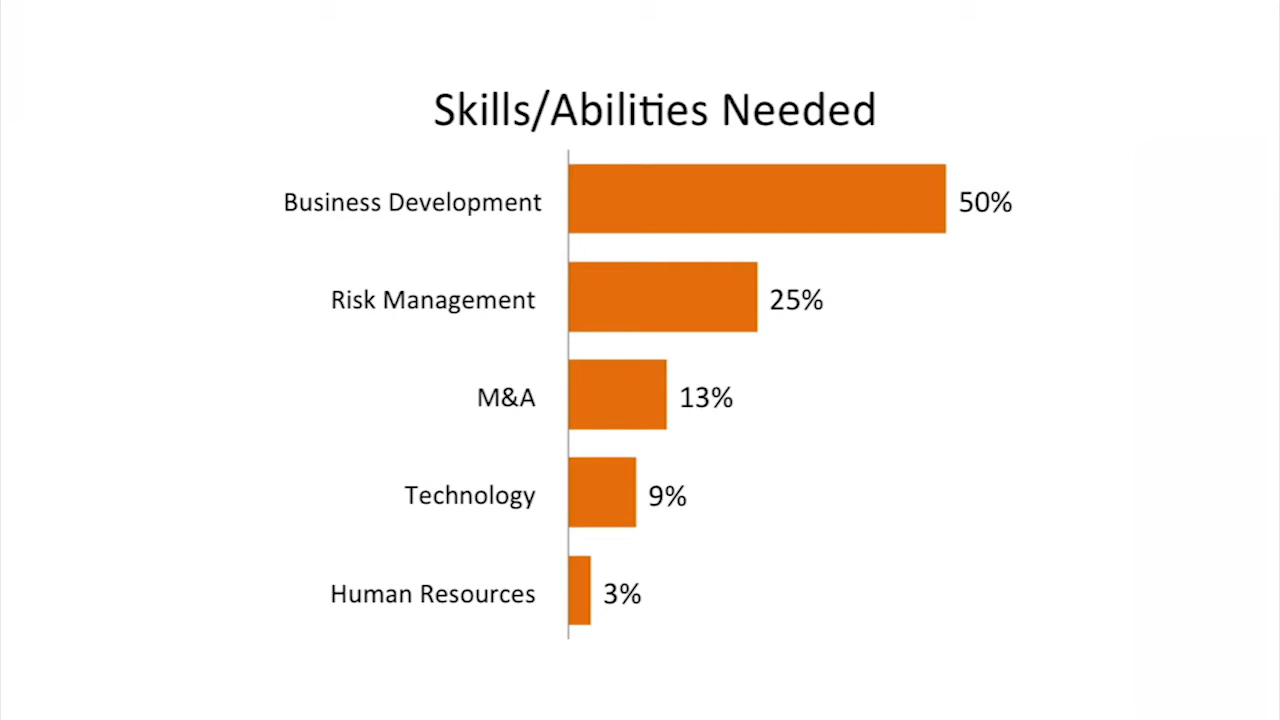 Skills/Abilities Needed
Business Development 50%
Risk Management 25%
M&A 13%
Technology 9%
Human Resources 3%